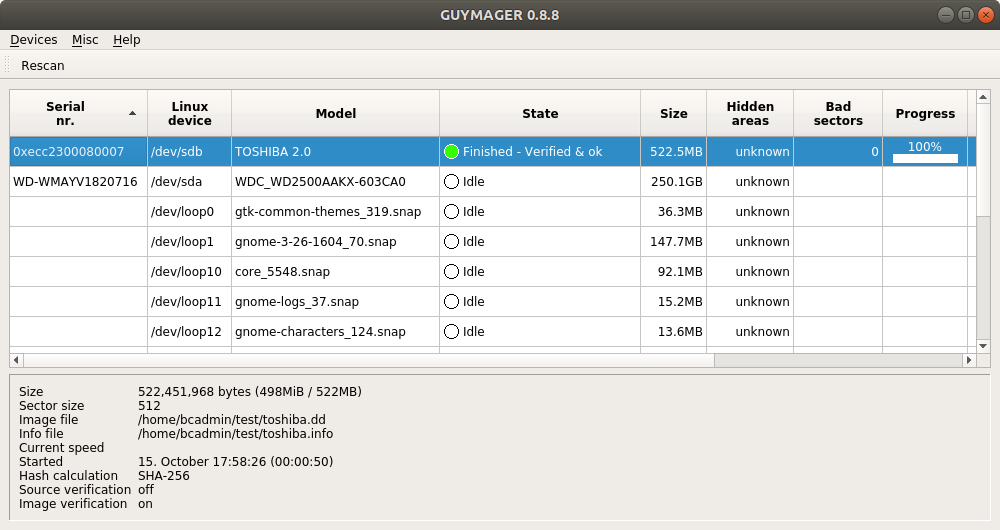 GUYMAGER 0.8.8
Devices Misc Help
Rescan
Serial nr. Linux device Model State Size Hidden areas Bad sectors Progress
0xecc2300080007 /dev/sdb TOSHIBA 2.0 Finished - Verified & ok 522.5MB unknown 0 100%
WD-WMAYV1820716 /dev/sda WDC_WD2500AAKX-603CA0 Idle 250.1GB unknown
/dev/loop0 gtk-common-themes_319.snap Idle 36.3MB unknown
/dev/loop1 gnome-3-26-1604_70.snap Idle 147.7MB unknown
/dev/loop10 core_5548.snap Idle 92.1MB unknown
/dev/loop11 gnome-logs_37.snap Idle 15.2MB unknown
/dev/loop12 gnome-characters_124.snap Idle 13.6MB unknown
Size 522,451,968 bytes (498MiB / 522MB)
Sector size 512
Image file /home/bcadmin/test/toshiba.dd
Info file /home/bcadmin/test/toshiba.info
Current speed
Started 15. October 17:58:26 (00:00:50)
Hash calculation SHA-256
Source verification off
Image verification on